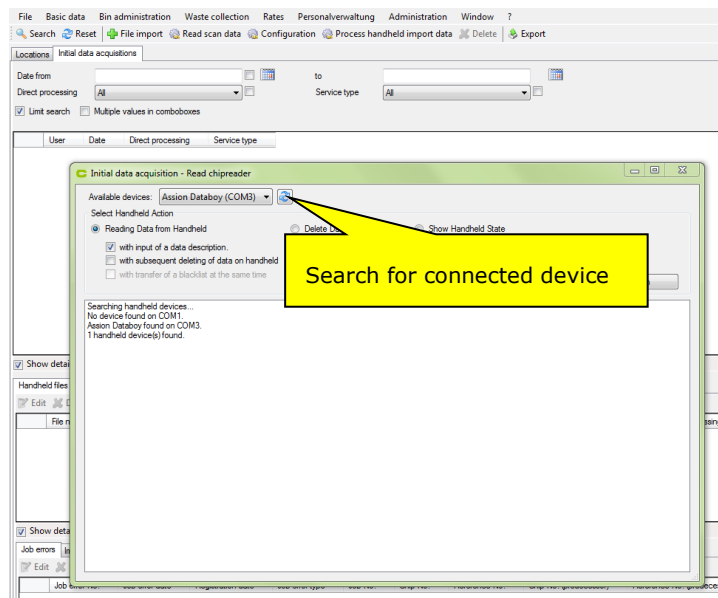 File Basic data Bin administration Waste collection Rates Personalverwaltung Administration Window ?
Search Reset File import Read scan data Configuration Process handheld import data Delete Export
Locations Initial data acquisitions
Date from to
Direct processing All Service type All
Limit search Multiple values in comboboxes
User Date Direct processing Service type
Initial data acquisition - Read chipreader
Available devices: Assion Databoy (COM3)
Select Handheld Action
Reading Data from Handheld Delete Show Handheld State
with input of a data description.
with subsequent deleting of data on handheld
with transfer of a blacklist at the same time
Search for connected device
Searching handheld devices...
No device found on COM1.
Assion Databoy found on COM3.
1 handheld device(s) found.
Show detai
Handheld files
Edit
File n
Show deta
Job errors
Edit